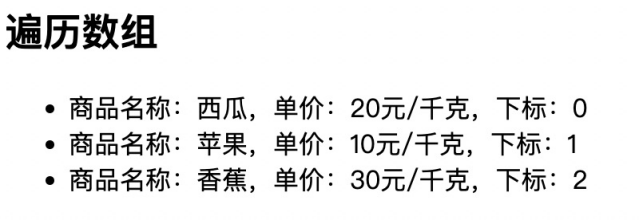 遍历数组
商品名称：西瓜，单价：20元/千克，下标：0
商品名称：苹果，单价：10元/千克，下标：1
商品名称：香蕉，单价：30元/千克，下标：2